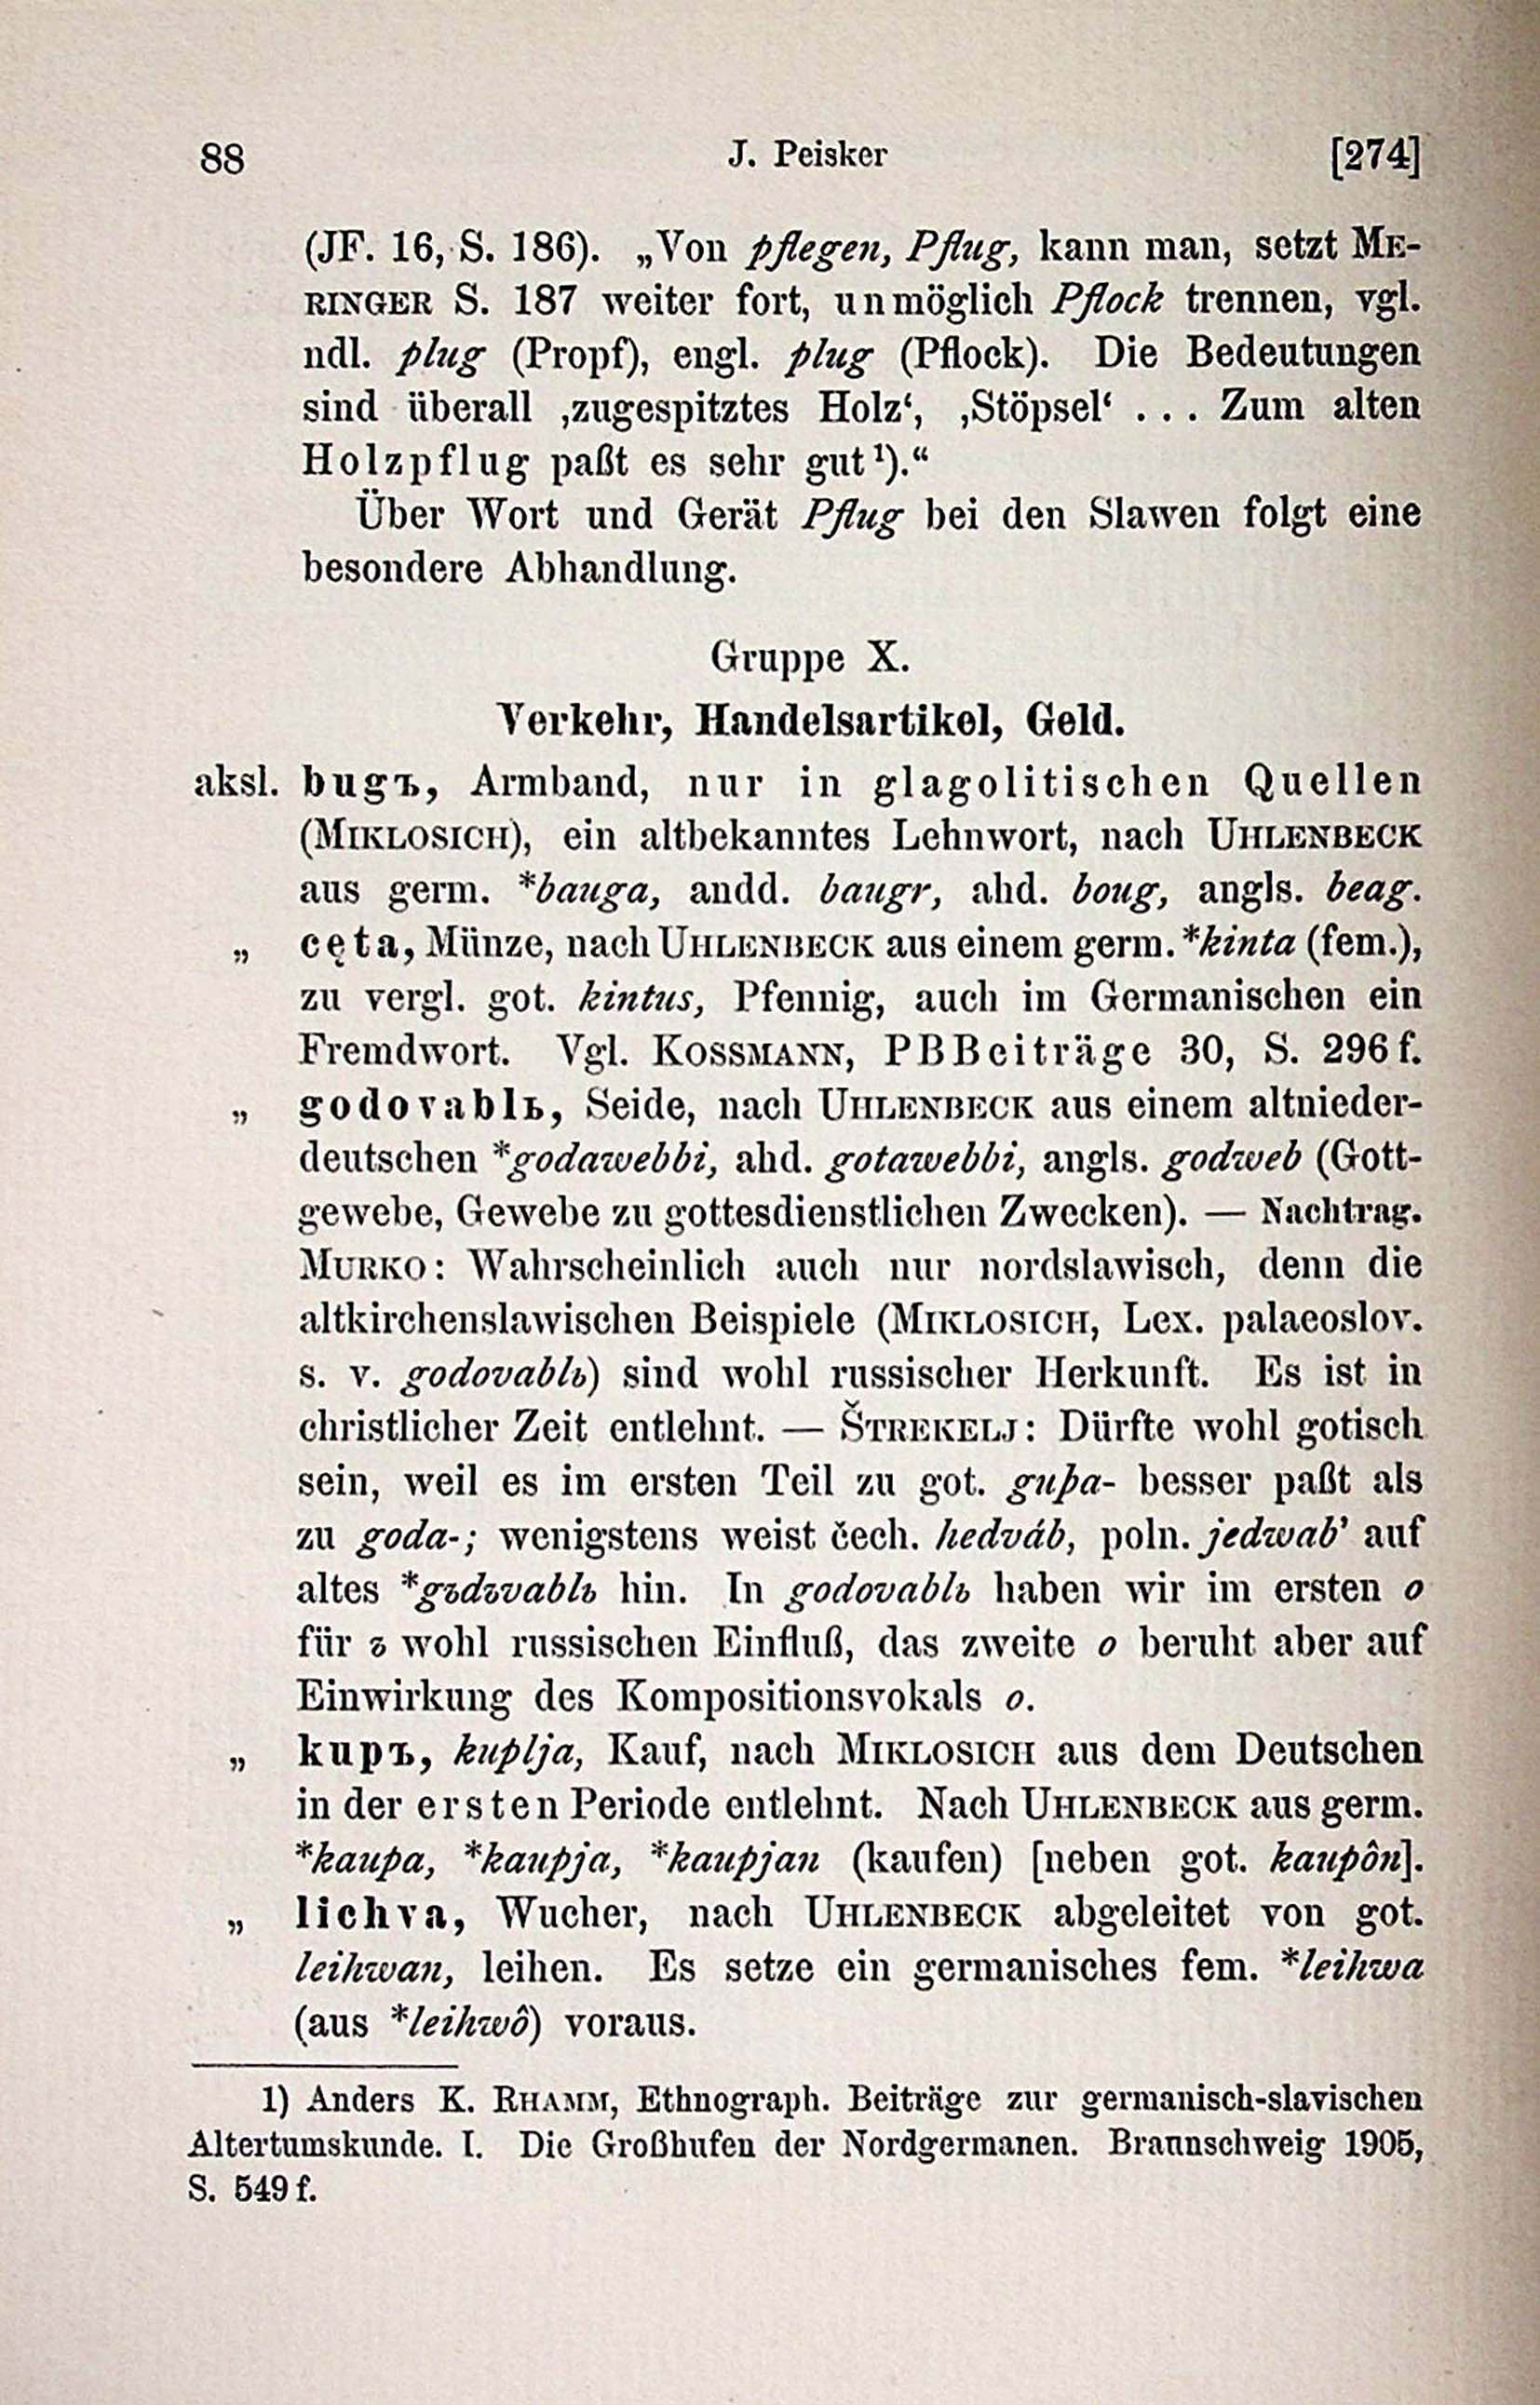 88 J. Peisker [274]
(JF. 16, S. 186). „Von pflegen, Pflug, kann man, setzt ME-
RINGER S. 187 weiter fort, unmöglich Pflock trennen, vgl.
ndl. plug (Propf), engl. plug (Pflock). Die Bedeutungen
sind überall ‚zugespitztes Holz‘, ‚Stöpsel‘ . . . Zum alten
Holzpflug paßt es sehr gut¹).“
Über Wort und Gerät Pflug bei den Slawen folgt eine
besondere Abhandlung.
Gruppe X.
Verkehr, Handelsartikel, Geld.
aksl. bugъ, Armband, nur in glagolitischen Quellen
(MIKLOSICH), ein altbekanntes Lehnwort, nach UHLENBECK
aus germ. *bauga, andd. baugr, ahd. boug, angls. beag.
„ cęta, Münze, nach UHLENBECK aus einem germ. *kinta (fem.),
zu vergl. got. kintus, Pfennig, auch im Germanischen ein
Fremdwort. Vgl. KOSSMANN, PBBeiträge 30, S. 296 f.
„ godovablь, Seide, nach UHLENBECK aus einem altnieder-
deutschen *godawebbi, ahd. gotawebbi, angls. godweb (Gott-
gewebe, Gewebe zu gottesdienstlichen Zwecken). — Nachtrag.
MURKO: Wahrscheinlich auch nur nordslawisch, denn die
altkirchenslawischen Beispiele (MIKLOSICH, Lex. palaeoslov.
s. v. godovablь) sind wohl russischer Herkunft. Es ist in
christlicher Zeit entlehnt. — ŠTREKELJ: Dürfte wohl gotisch
sein, weil es im ersten Teil zu got. guþa- besser paßt als
zu goda-; wenigstens weist čech. hedváb, poln. jedwab’ auf
altes *gъdъvablь hin. In godovablь haben wir im ersten o
für ъ wohl russischen Einfluß, das zweite o beruht aber auf
Einwirkung des Kompositionsvokals o.
„ kupъ, kuplja, Kauf, nach MIKLOSICH aus dem Deutschen
in der ersten Periode entlehnt. Nach UHLENBECK aus germ.
*kaupa, *kaupja, *kaupjan (kaufen) [neben got. kaupôn].
„ lichva, Wucher, nach UHLENBECK abgeleitet von got.
leihwan, leihen. Es setze ein germanisches fem. *leihwa
(aus *leihwô) voraus.
1) Anders K. RHAMM, Ethnograph. Beiträge zur germanisch-slavischen
Altertumskunde. I. Die Großhufen der Nordgermanen. Braunschweig 1905,
S. 549 f.